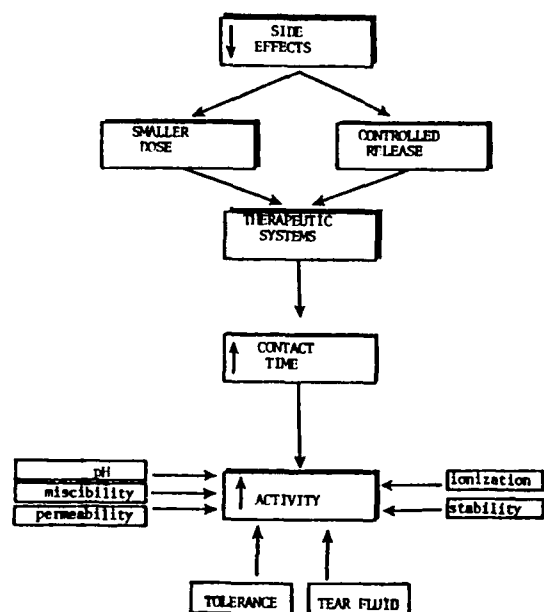 SIDE
EFFECTS
SMALLER
DOSE
CONTROLLED
RELEASE
THERAPEUTIC
SYSTEMS
CONTACT
TIME
pH
miscibility
permeability
ACTIVITY
ionization
stability
TOLERANCE
TEAR FLUID